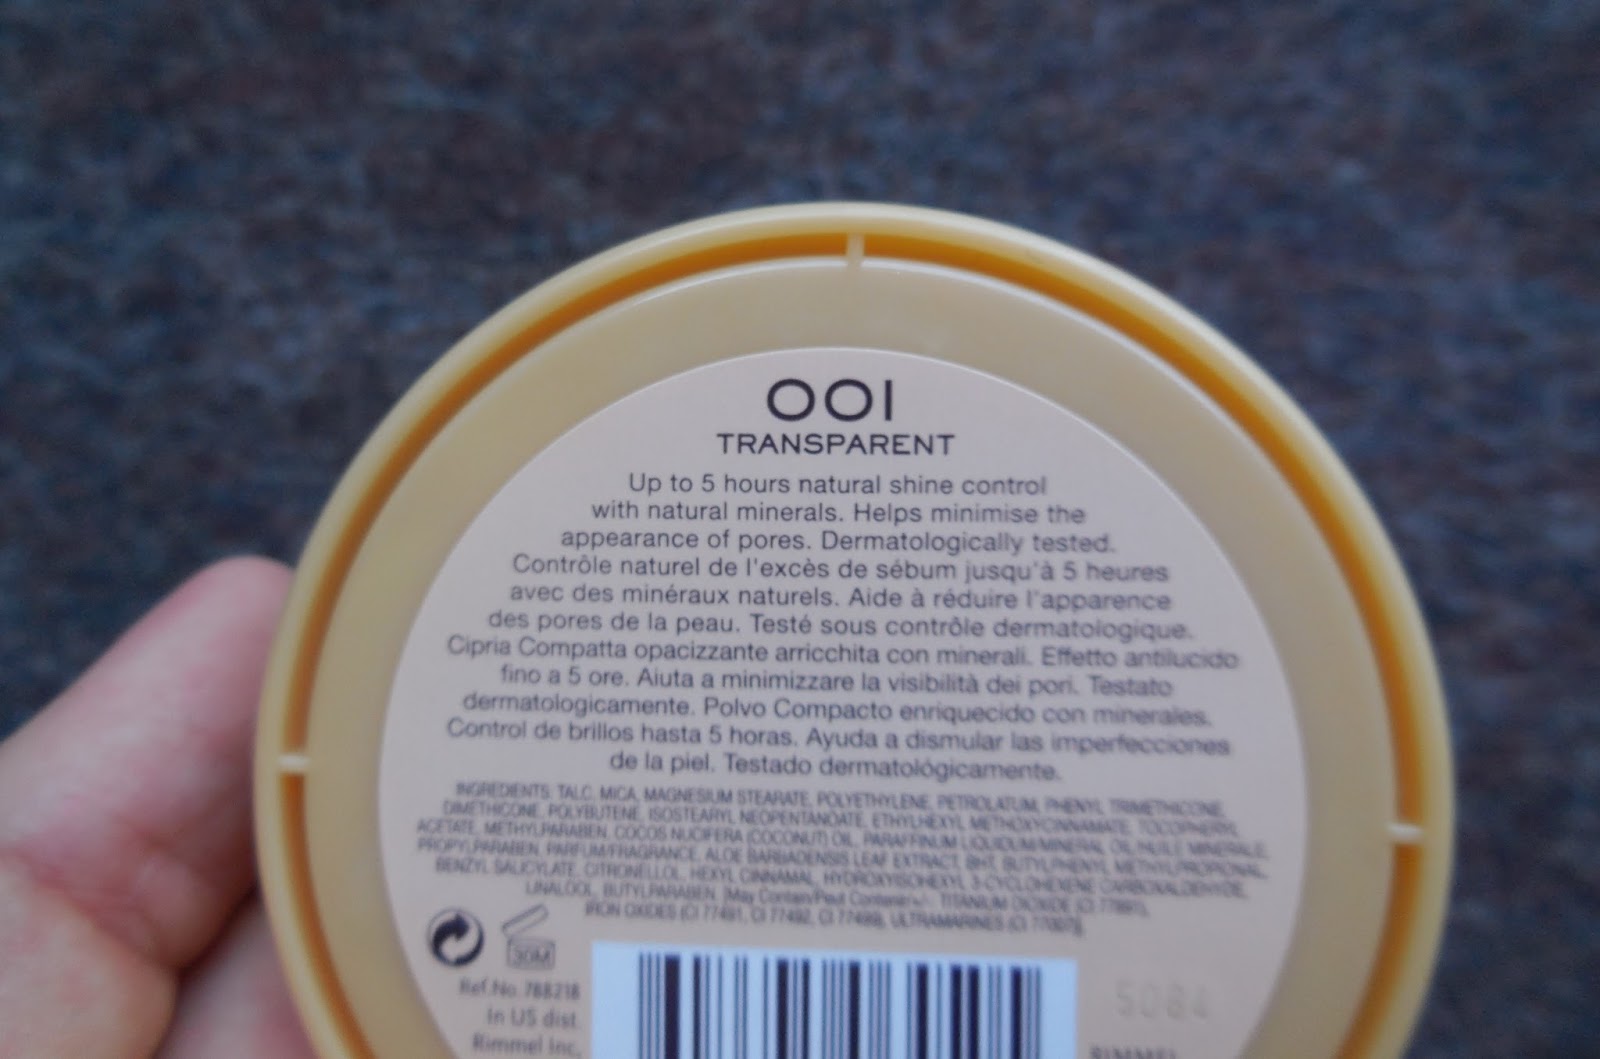 001
TRANSPARENT
Up to 5 hours natural shine control
with natural minerals. Helps minimise the
appearance of pores. Dermatologically tested.
Contrôle naturel de l'excès de sébum jusqu'à 5 heures
avec des minéraux naturels. Aide à réduire l'apparence
des pores de la peau. Testé sous contrôle dermatologique.
Cipria Compatta opacizzante arricchita con minerali. Effetto antilucido
fino a 5 ore. Aiuta a minimizzare la visibilità dei pori. Testato
dermatologicamente. Polvo Compacto enriquecido con minerales.
Control de brillos hasta 5 horas. Ayuda a dismular las imperfecciones
de la piel. Testado dermatológicamente.
INGREDIENTS: TALC, MICA, MAGNESIUM STEARATE, POLYETHYLENE, PETROLATUM, PHENYL TRIMETHICONE,
DIMETHICONE, POLYBUTENE, ISOSTEARYL NEOPENTANOATE, ETHYLHEXYL METHOXYCINNAMATE, TOCOPHERYL
ACETATE, METHYLPARABEN, COCOS NUCIFERA (COCONUT) OIL, PARAFFINUM LIQUIDUM/MINERAL OIL/HUILE MINERALE,
PROPYLPARABEN, PARFUM/FRAGRANCE, ALOE BARBADENSIS LEAF EXTRACT, BHT, BUTYLPHENYL METHYLPROPIONAL,
BENZYL SALICYLATE, CITRONELLOL, HEXYL CINNAMAL, HYDROXYISOHEXYL 3-CYCLOHEXENE CARBOXALDEHYDE,
LINALOOL, BUTYLPARABEN. [May Contain/Peut Contenir/+/-: TITANIUM DIOXIDE (CI 77891),
IRON OXIDES (CI 77491, CI 77492, CI 77499), ULTRAMARINES (CI 77007)].
30M
Ref.No. 788218
In US dist.
Rimmel Inc,
5084
RIMMEL